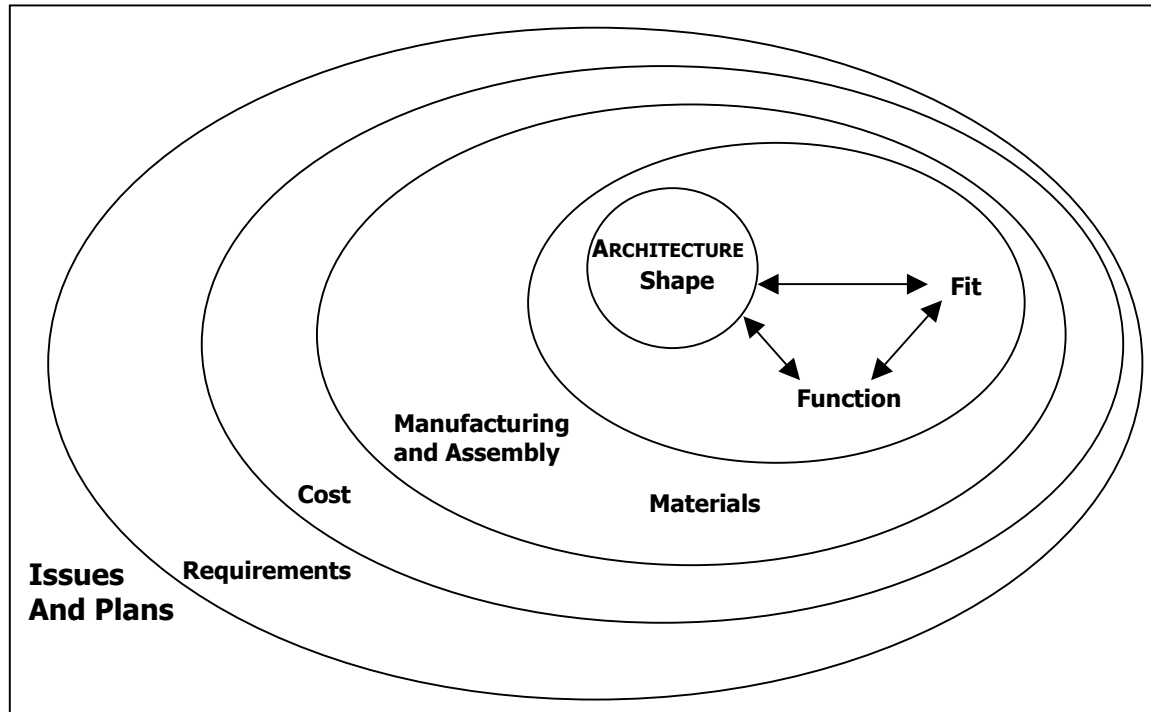 ARCHITECTURE
Shape
Fit
Function
Manufacturing
and Assembly
Cost
Materials
Requirements
Issues
And Plans